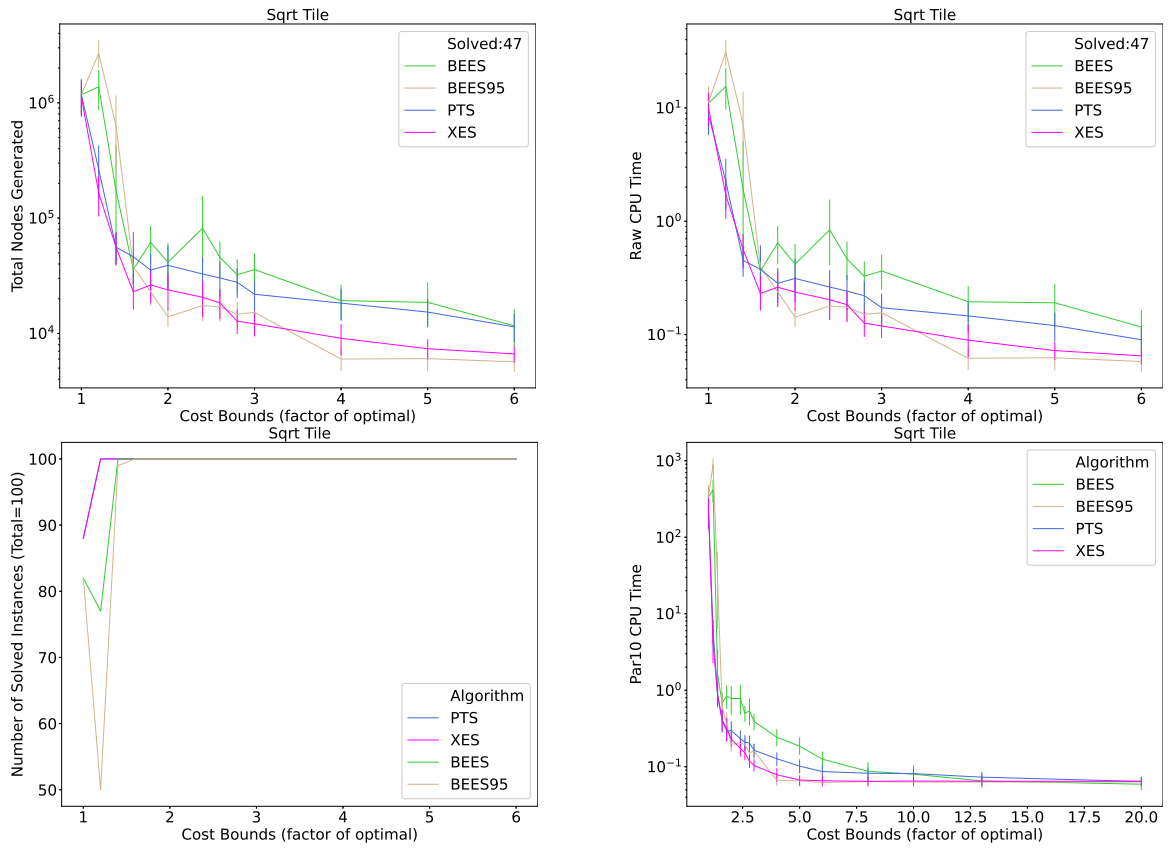 Sqrt Tile
Total Nodes Generated
10^6
10^5
10^4
Solved:47
BEES
BEES95
PTS
XES
1 2 3 4 5 6
Cost Bounds (factor of optimal)
Sqrt Tile
Raw CPU Time
10^1
10^0
10^−1
Solved:47
BEES
BEES95
PTS
XES
1 2 3 4 5 6
Cost Bounds (factor of optimal)
Sqrt Tile
Number of Solved Instances (Total=100)
100
90
80
70
60
50
Algorithm
PTS
XES
BEES
BEES95
1 2 3 4 5 6
Cost Bounds (factor of optimal)
Sqrt Tile
Par10 CPU Time
10^3
10^2
10^1
10^0
10^−1
Algorithm
BEES
BEES95
PTS
XES
2.5 5.0 7.5 10.0 12.5 15.0 17.5 20.0
Cost Bounds (factor of optimal)